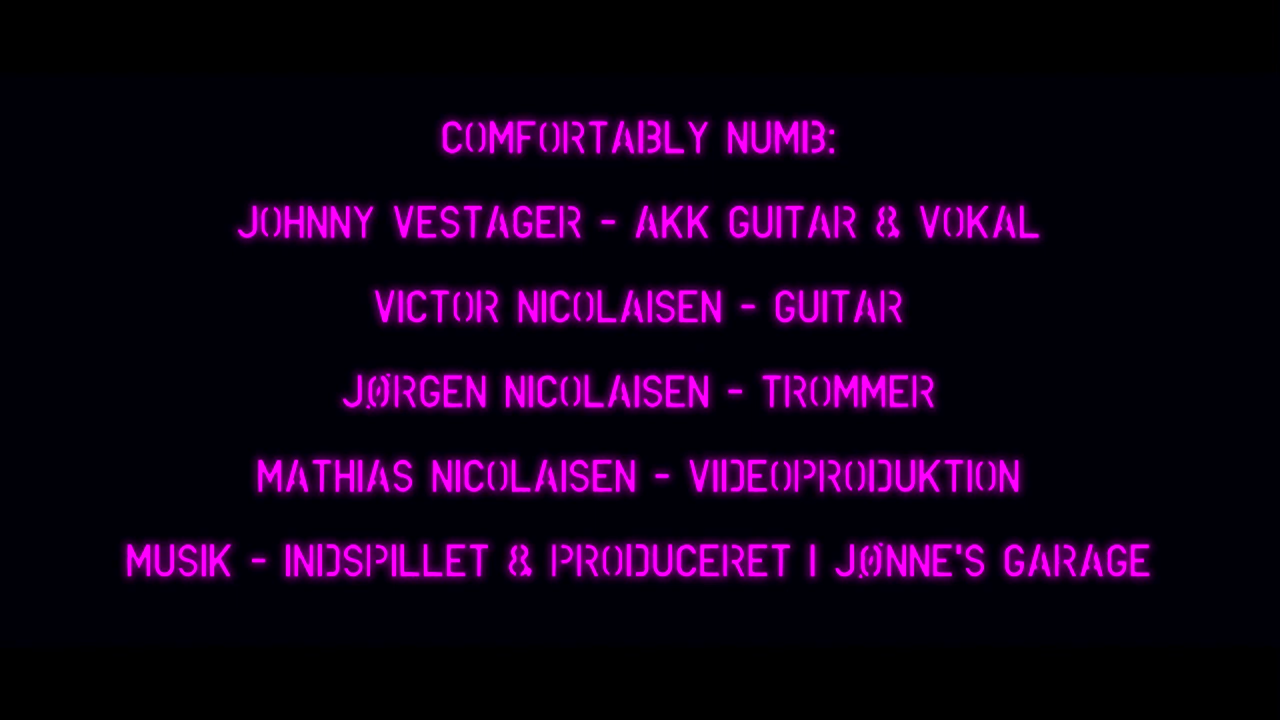 COMFORTABLY NUMB:
JOHNNY VESTAGER - AKK GUITAR & VOKAL
VICTOR NICOLAISEN - GUITAR
JØRGEN NICOLAISEN - TROMMER
MATHIAS NICOLAISEN - VIDEOPRODUKTION
MUSIK - INDSPILLET & PRODUCERET I JØNNE'S GARAGE